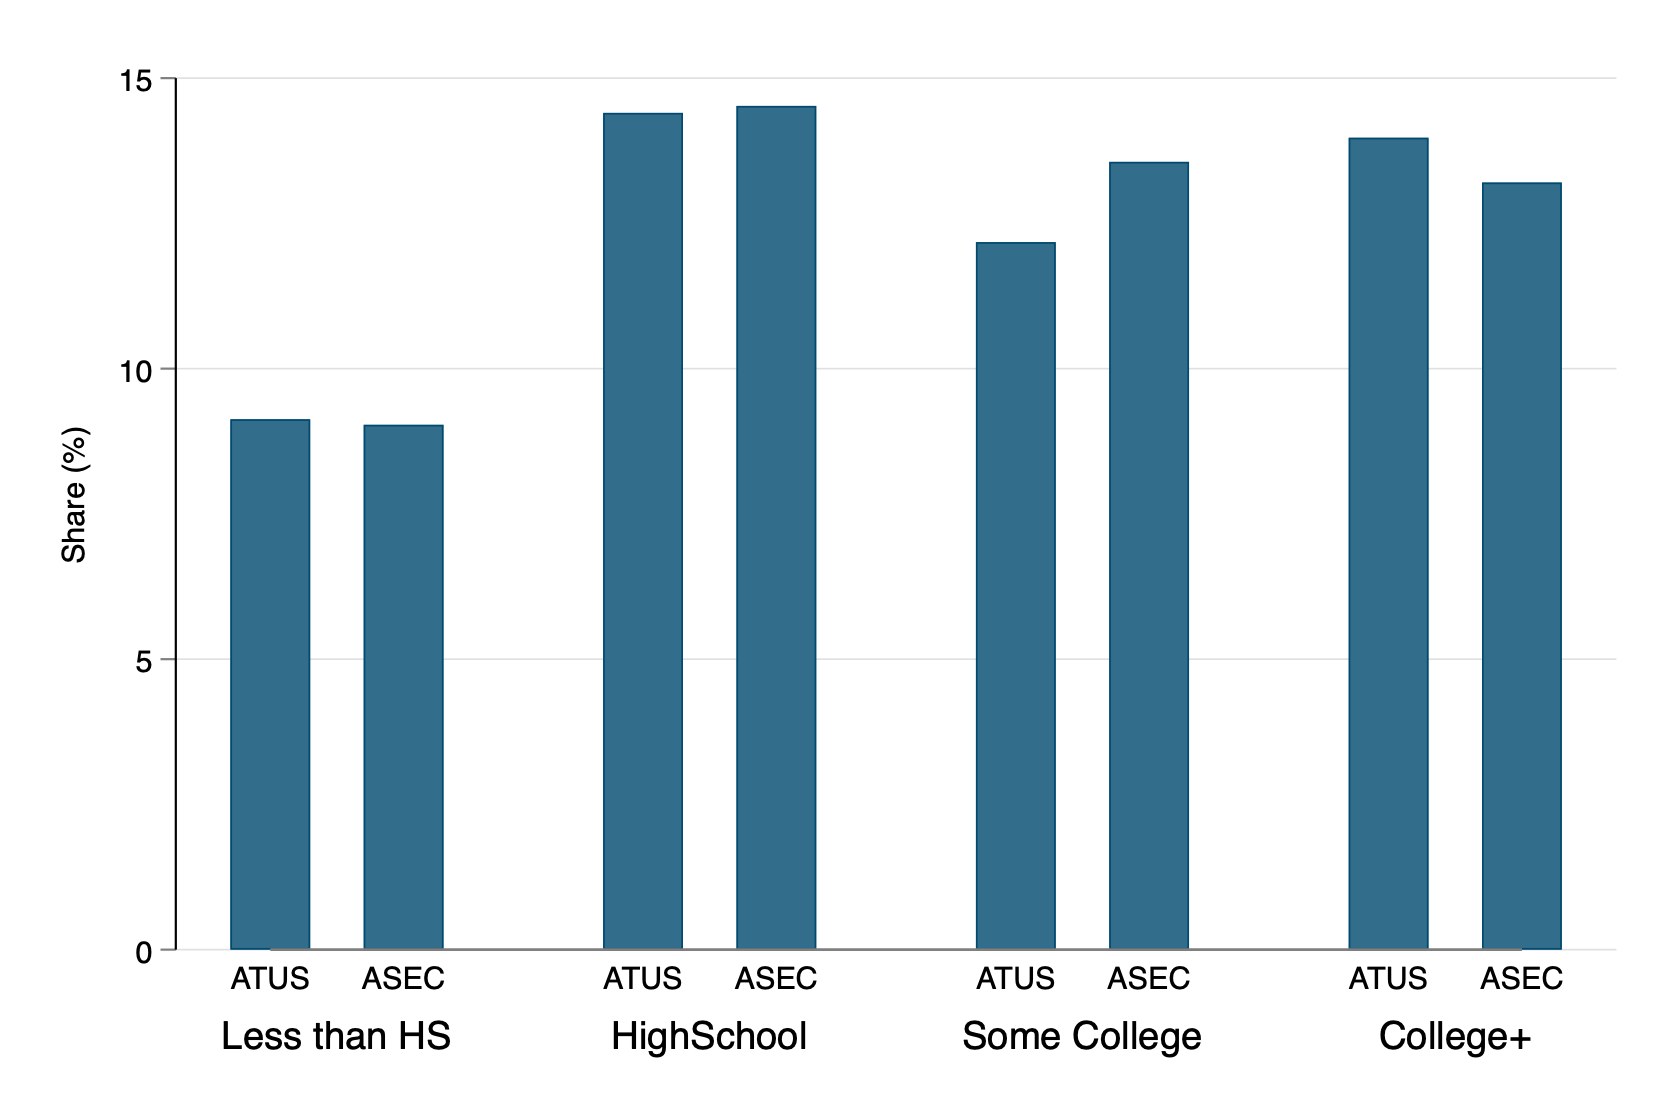 Share (%)
15
10
5
0
ATUS ASEC ATUS ASEC ATUS ASEC ATUS ASEC
Less than HS HighSchool Some College College+